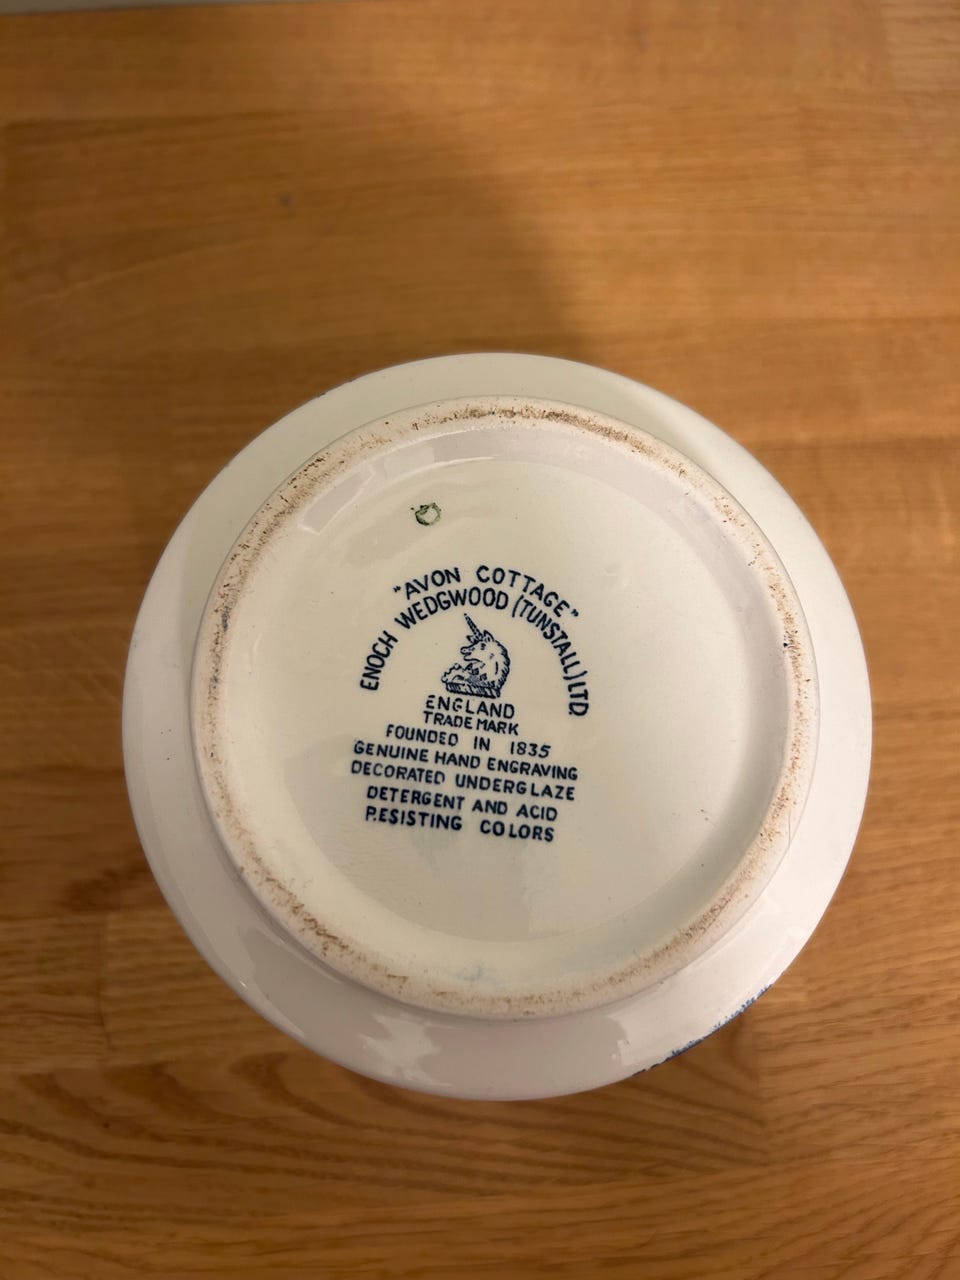 "AVON COTTAGE"
ENOCH WEDGWOOD (TUNSTALL) LTD
ENGLAND
TRADE MARK
FOUNDED IN 1835
GENUINE HAND ENGRAVING
DECORATED UNDERGLAZE
DETERGENT AND ACID
RESISTING COLORS